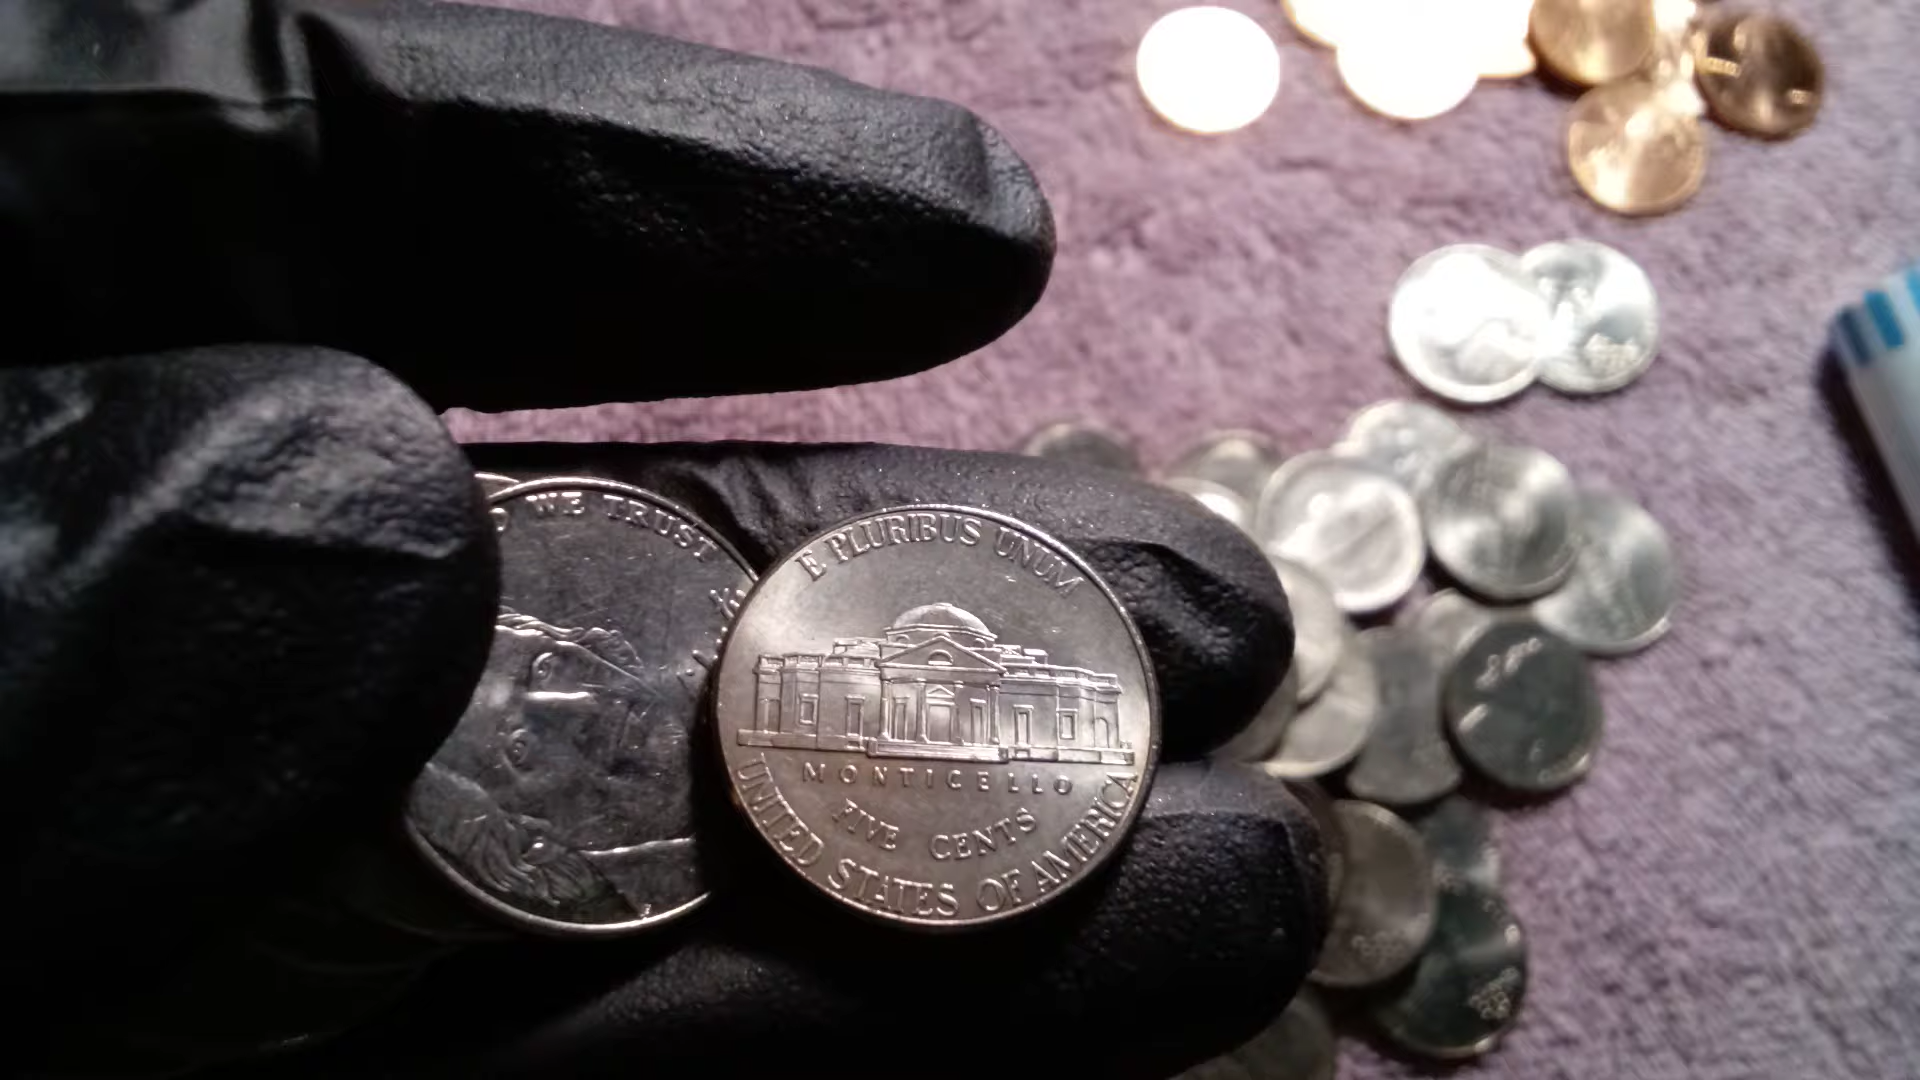 WE TRUST
E PLURIBUS UNUM
MONTICELLO
FIVE CENTS
UNITED STATES OF AMERICA